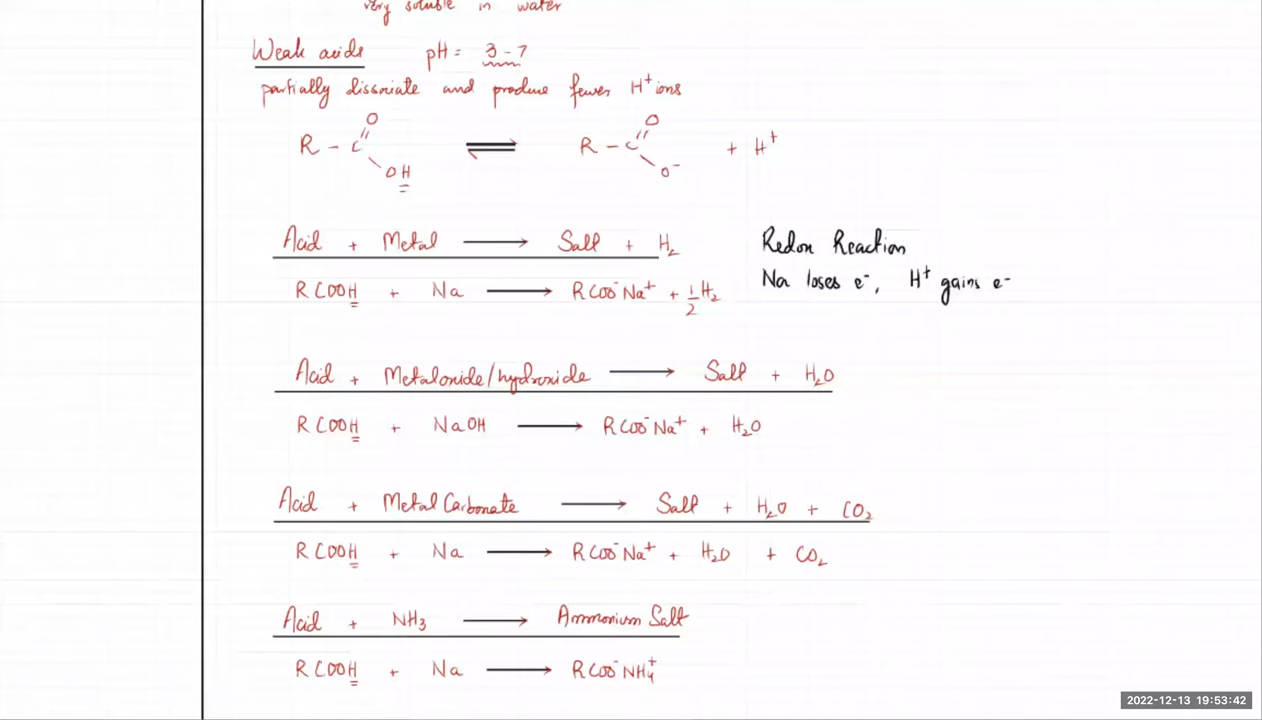 very soluble in water
Weak acids pH = 3 - 7
partially dissociate and produce fewer H⁺ ions
R - C =O -OH ⇌ R - C =O -O⁻ + H⁺
Acid + Metal ⟶ Salt + H₂ Redox Reaction
RCOOH + Na ⟶ RCOO⁻Na⁺ + ½H₂ Na loses e⁻, H⁺ gains e⁻
Acid + Metaloxide/hydroxide ⟶ Salt + H₂O
RCOOH + NaOH ⟶ RCOO⁻Na⁺ + H₂O
Acid + Metal Carbonate ⟶ Salt + H₂O + CO₂
RCOOH + Na ⟶ RCOO⁻Na⁺ + H₂O + CO₂
Acid + NH₃ ⟶ Ammonium Salt
RCOOH + Na ⟶ RCOO⁻NH₄⁺
2022-12-13 19:53:42